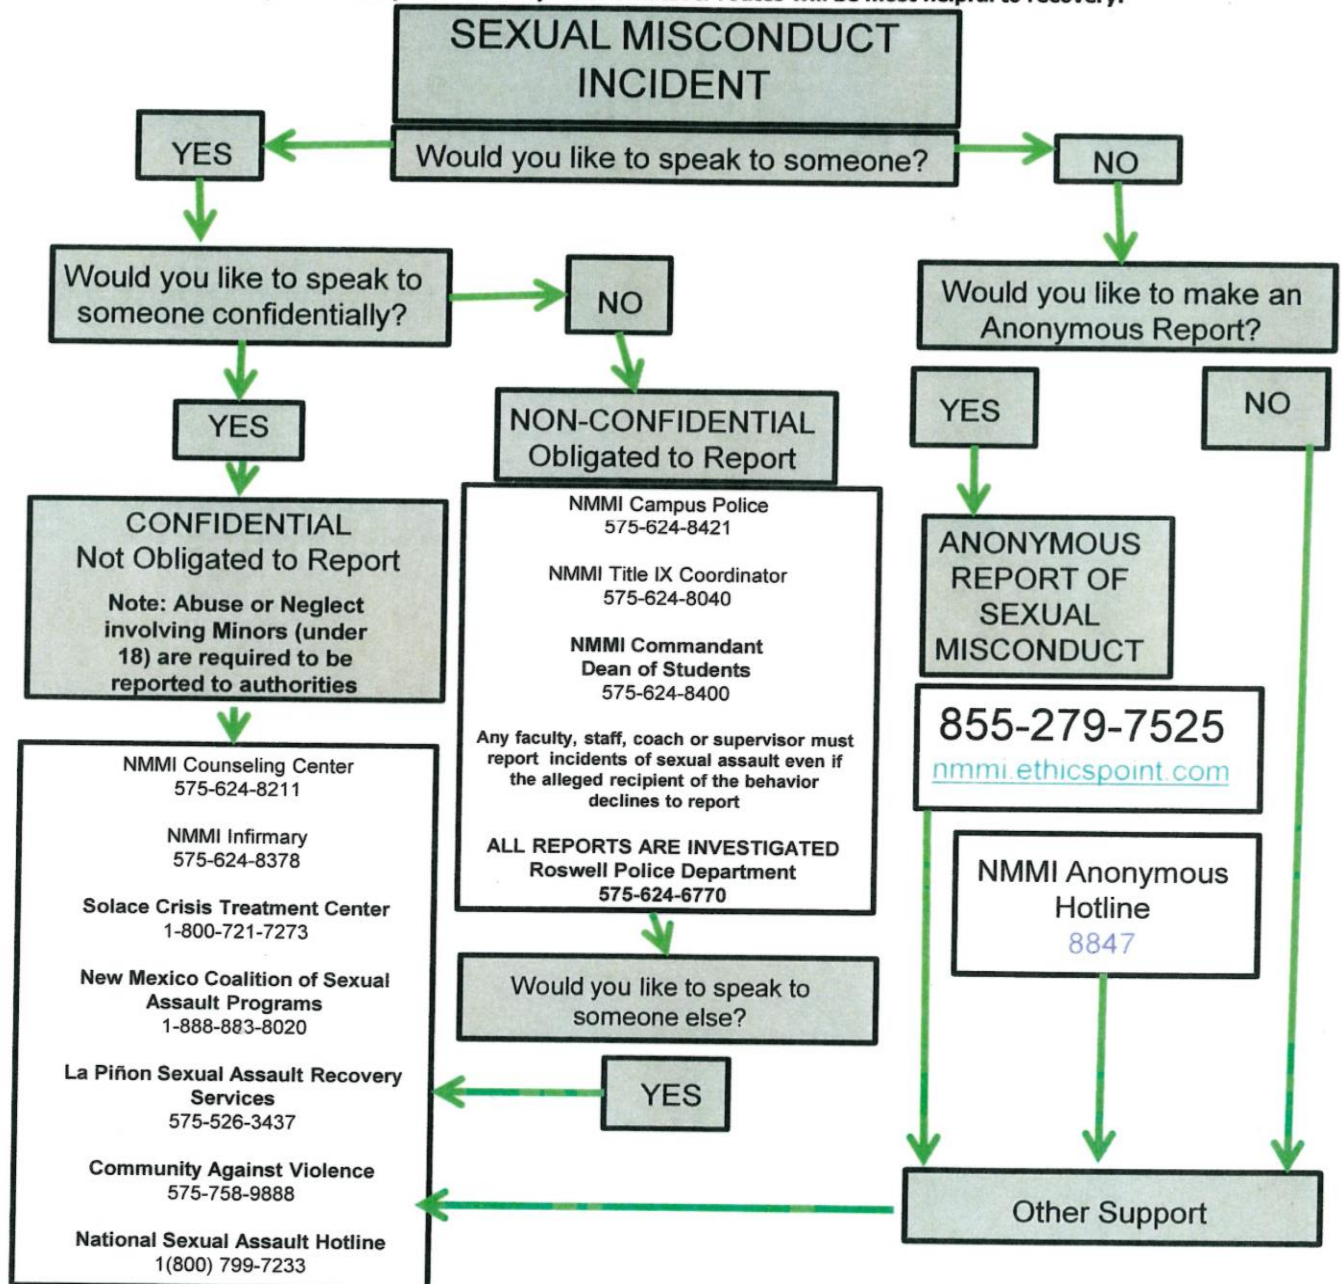 will be most helpful to recovery.
SEXUAL MISCONDUCT
INCIDENT
YES
Would you like to speak to someone?
NO
Would you like to speak to
someone confidentially?
NO
Would you like to make an
Anonymous Report?
YES
NON-CONFIDENTIAL
Obligated to Report
YES
NO
CONFIDENTIAL
Not Obligated to Report
Note: Abuse or Neglect
involving Minors (under
18) are required to be
reported to authorities
NMMI Campus Police
575-624-8421
NMMI Title IX Coordinator
575-624-8040
NMMI Commandant
Dean of Students
575-624-8400
Any faculty, staff, coach or supervisor must
report incidents of sexual assault even if
the alleged recipient of the behavior
declines to report
ALL REPORTS ARE INVESTIGATED
Roswell Police Department
575-624-6770
ANONYMOUS
REPORT OF
SEXUAL
MISCONDUCT
855-279-7525
nmmi.ethicspoint.com
NMMI Anonymous
Hotline
8847
NMMI Counseling Center
575-624-8211
NMMI Infirmary
575-624-8378
Solace Crisis Treatment Center
1-800-721-7273
New Mexico Coalition of Sexual
Assault Programs
1-888-883-8020
La Piñon Sexual Assault Recovery
Services
575-526-3437
Community Against Violence
575-758-9888
National Sexual Assault Hotline
1(800) 799-7233
Would you like to speak to
someone else?
YES
Other Support